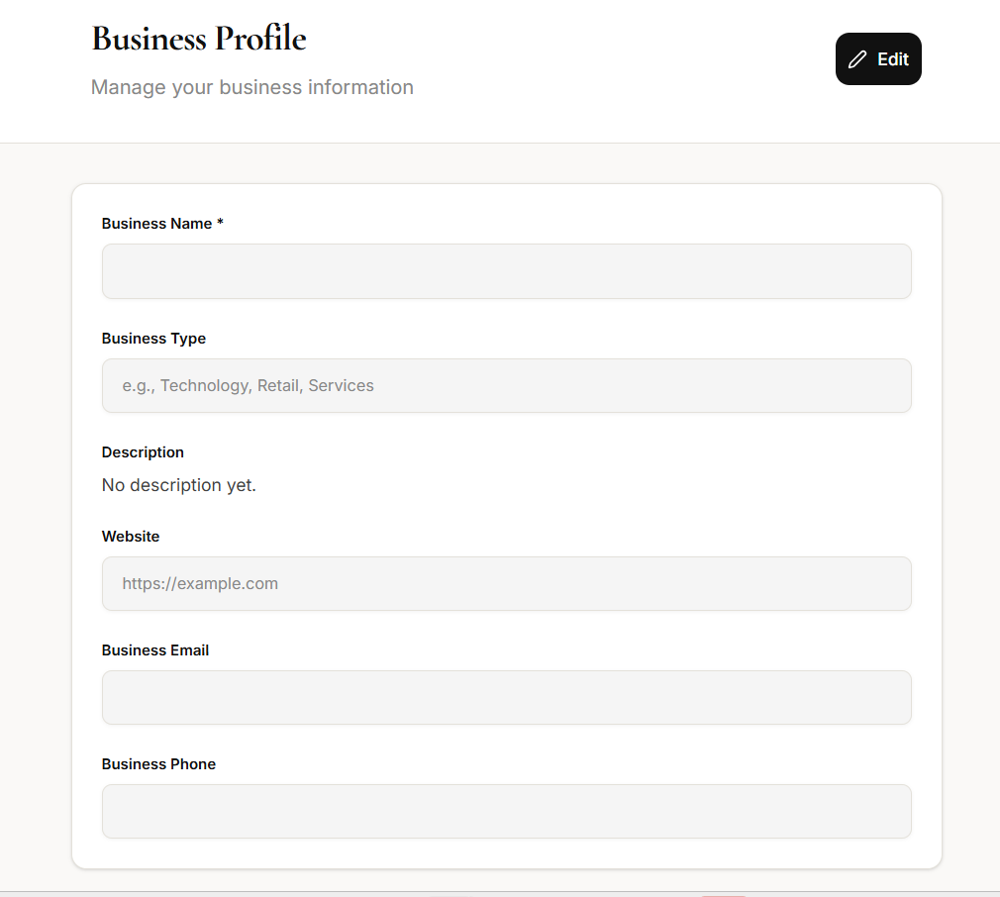 Business Profile
Edit
Manage your business information
Business Name *
Business Type
e.g., Technology, Retail, Services
Description
No description yet.
Website
https://example.com
Business Email
Business Phone